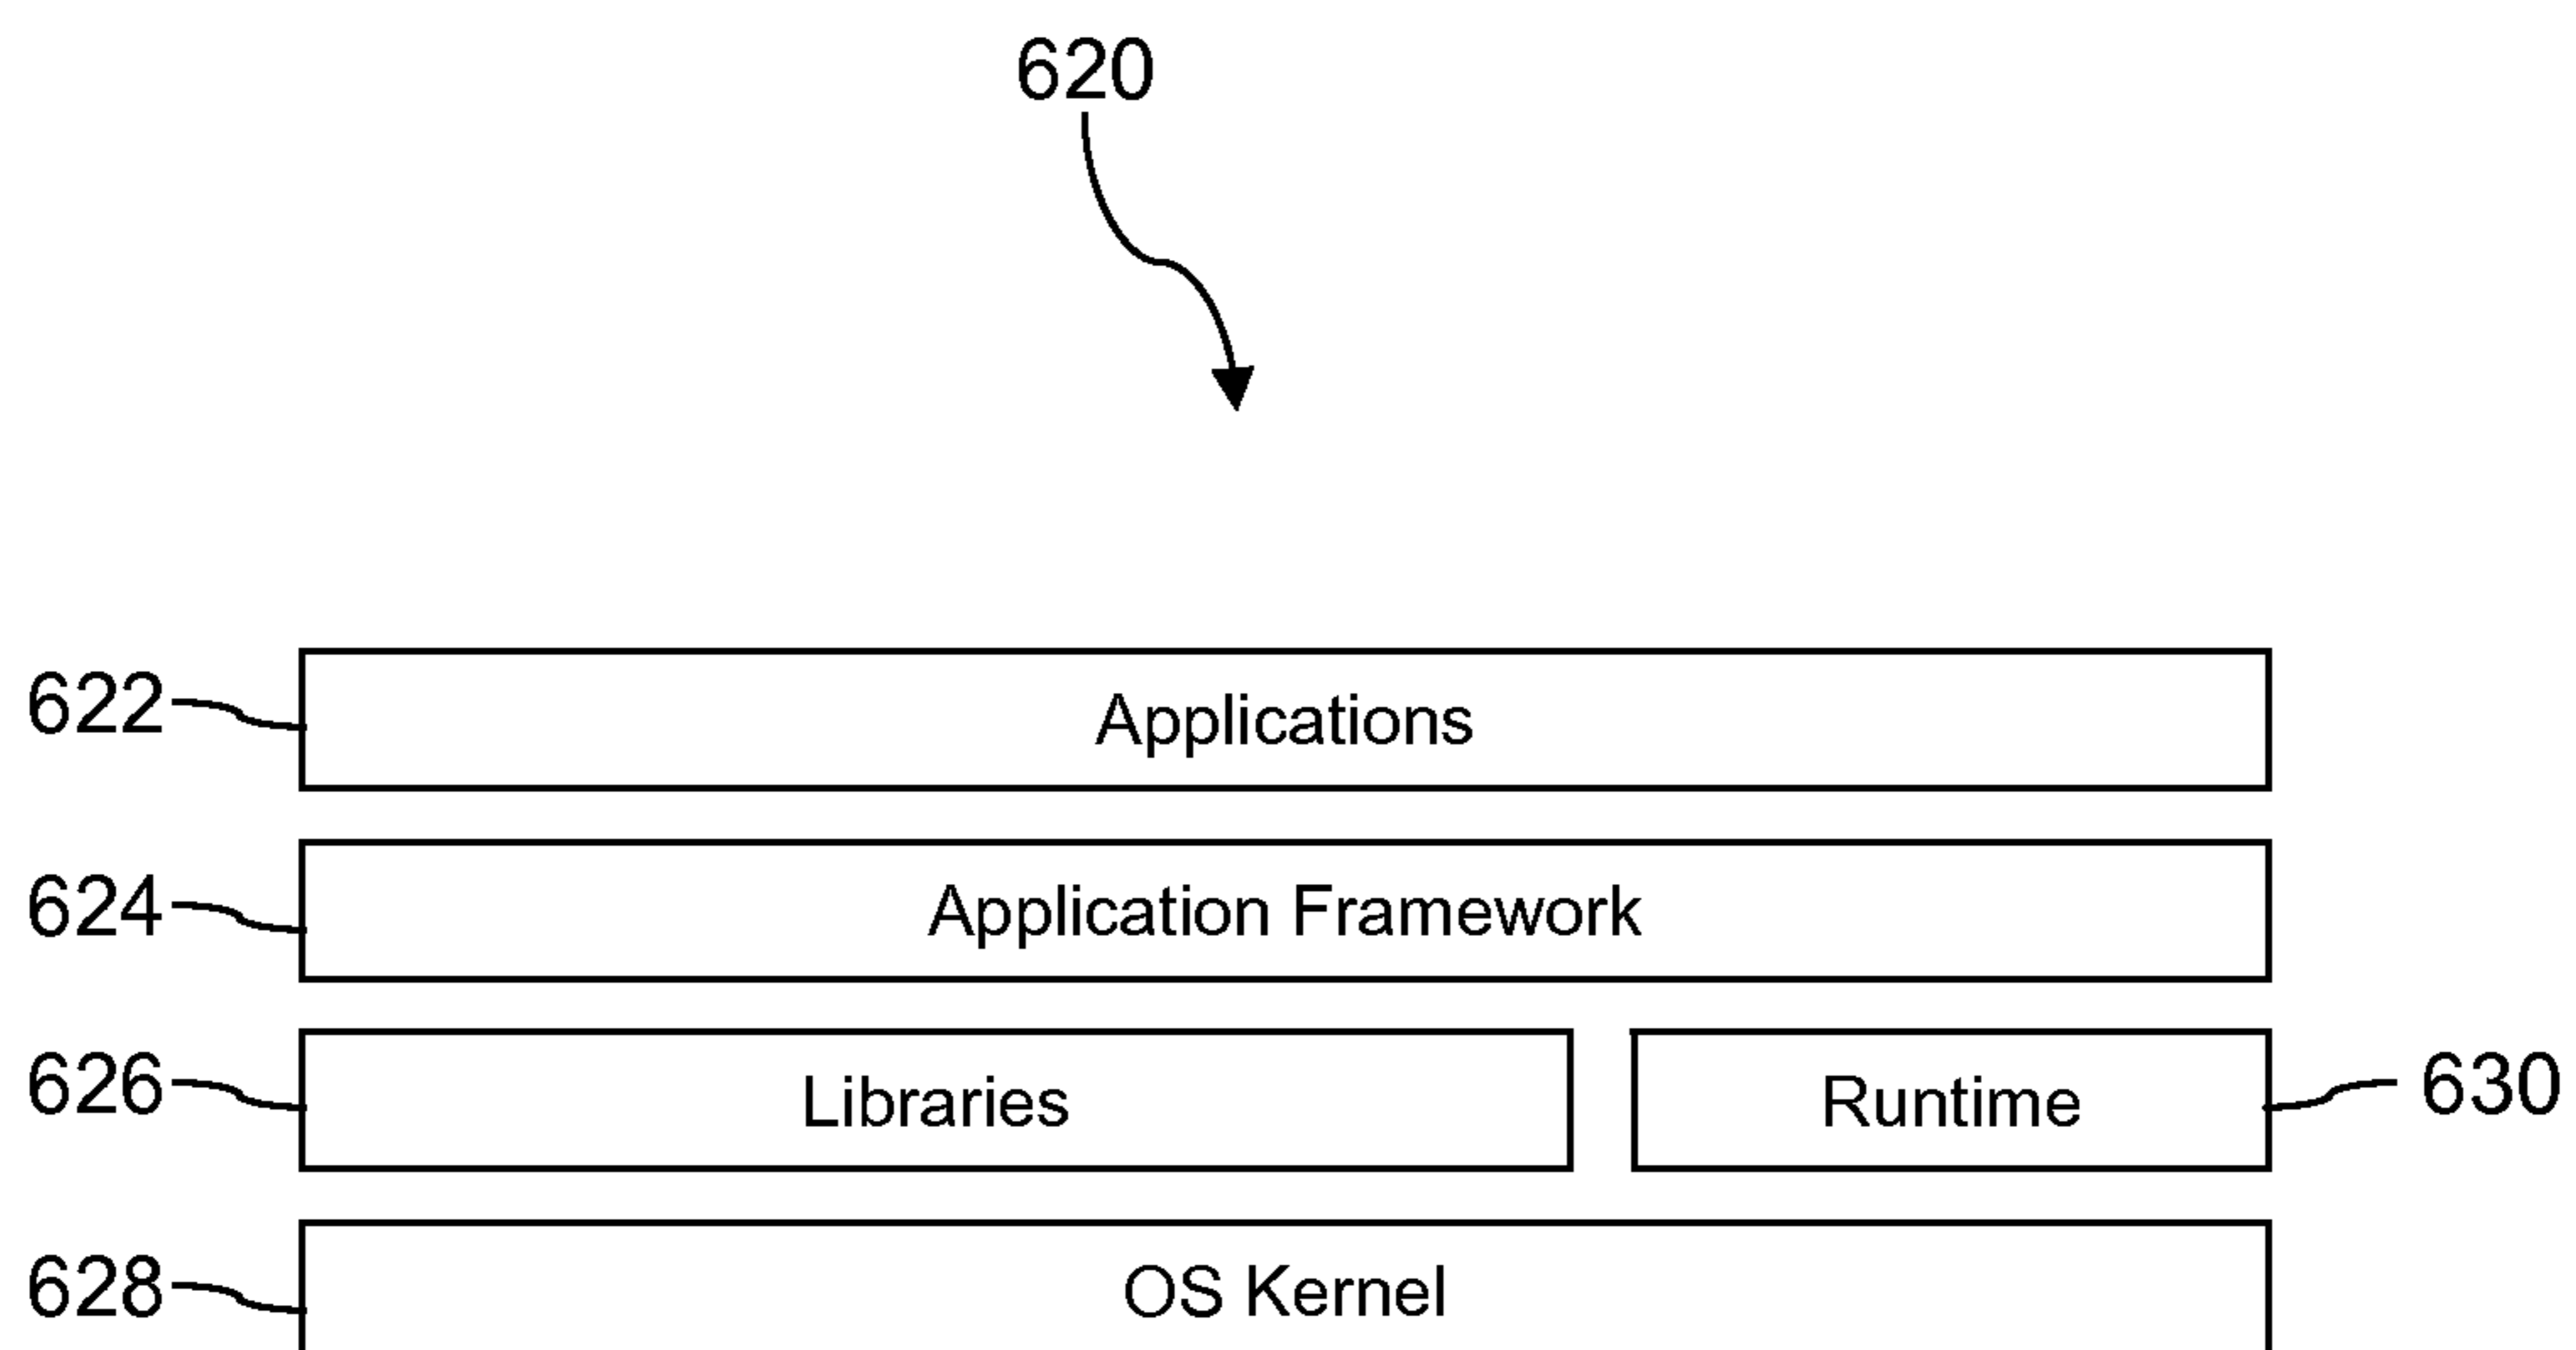 620
622 Applications
624 Application Framework
626 Libraries Runtime 630
628 OS Kernel